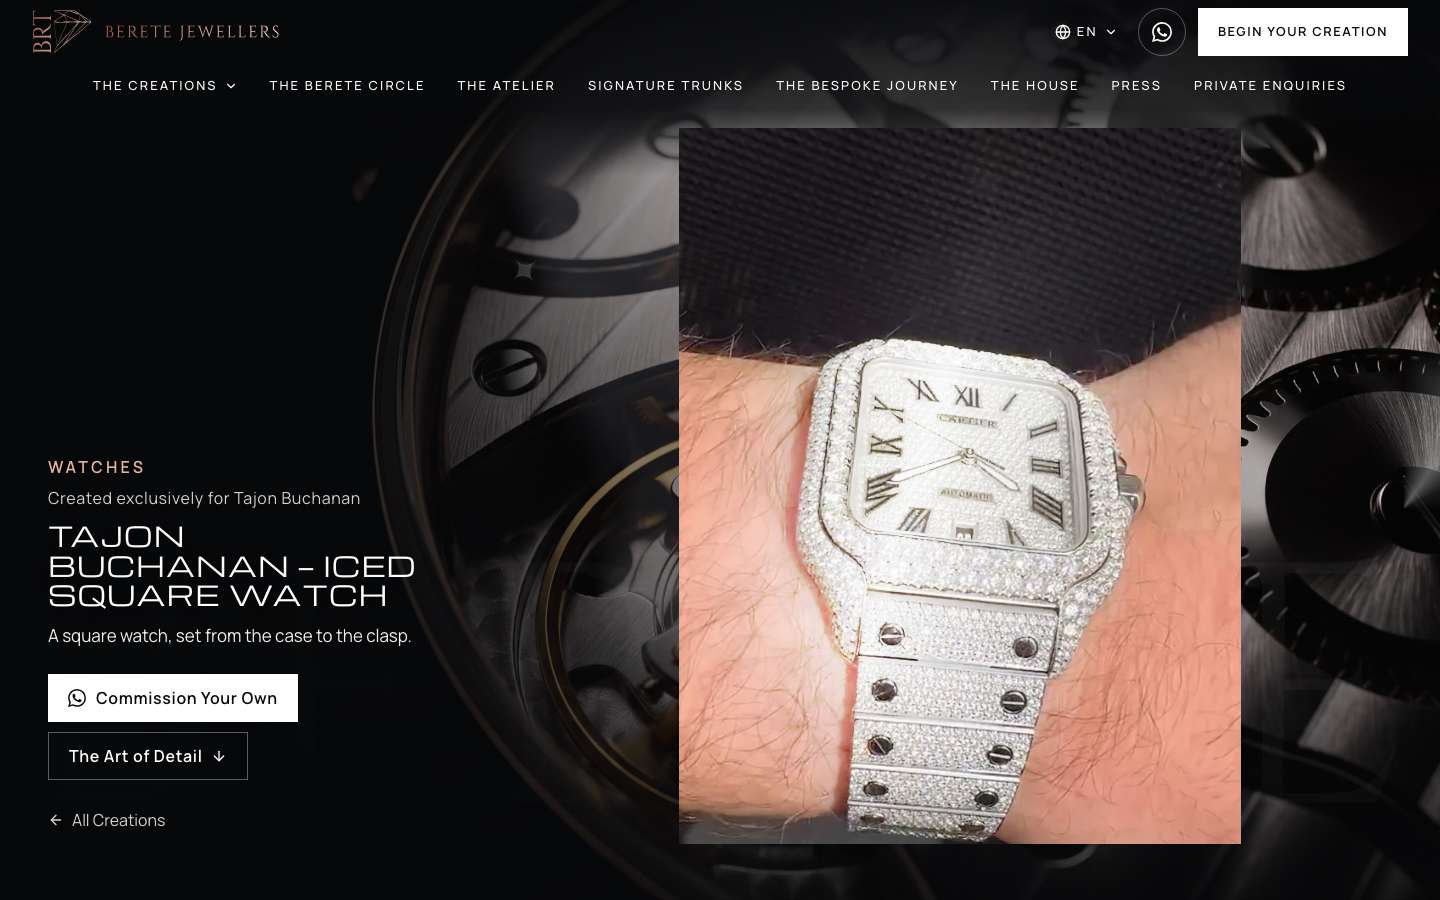 BRT BERETE JEWELLERS
EN
BEGIN YOUR CREATION
THE CREATIONS THE BERETE CIRCLE THE ATELIER SIGNATURE TRUNKS THE BESPOKE JOURNEY THE HOUSE PRESS PRIVATE ENQUIRIES
WATCHES
Created exclusively for Tajon Buchanan
TAJON
BUCHANAN – ICED
SQUARE WATCH
A square watch, set from the case to the clasp.
Commission Your Own
The Art of Detail ↓
← All Creations
XII
AUTOMATIC